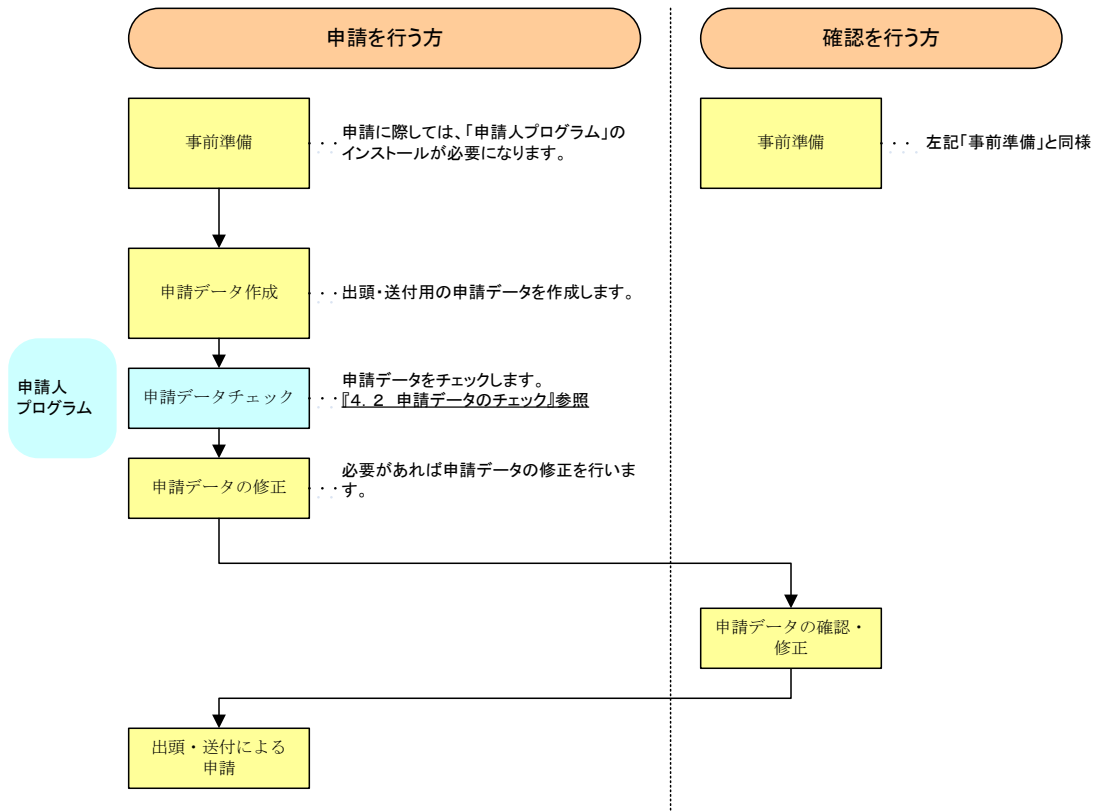 申請を行う方
確認を行う方
事前準備
・・・申請に際しては、「申請人プログラム」の
インストールが必要になります。
事前準備
・・・左記「事前準備」と同様
申請データ作成
・・・出頭・送付用の申請データを作成します。
申請人
プログラム
申請データチェック
申請データをチェックします。
・・・『4．2　申請データのチェック』参照
申請データの修正
必要があれば申請データの修正を行いま
・・・す。
申請データの確認・
修正
出頭・送付による
申請